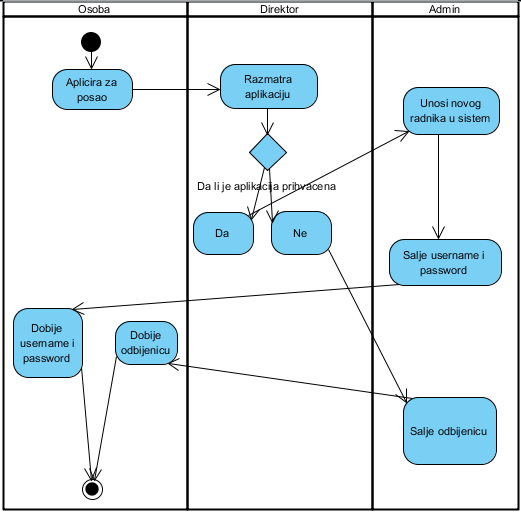 Osoba
Direktor
Admin
Aplicira za
posao
Razmatra
aplikaciju
Unosi novog
radnika u sistem
Da li je aplikacija prihvacena
Da
Ne
Salje username i
password
Dobije
username i
password
Dobije
odbijenicu
Salje odbijenicu